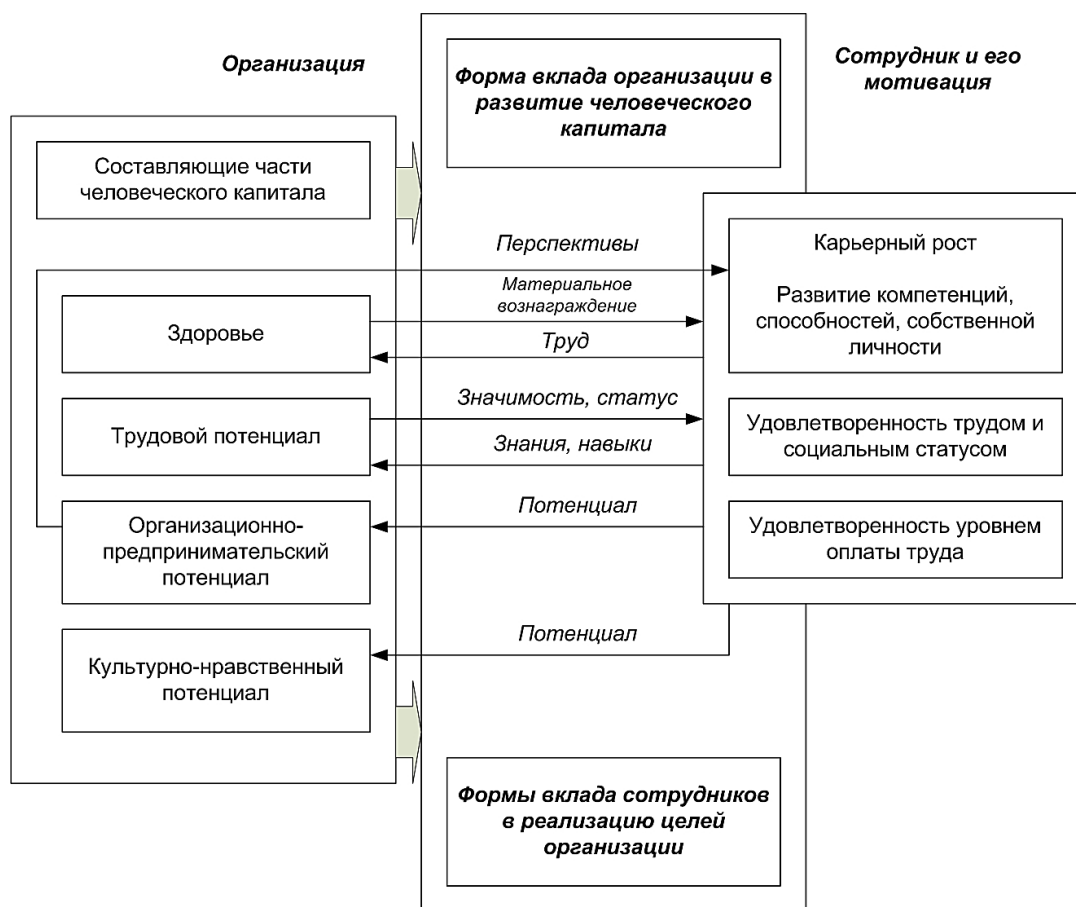 Организация
Форма вклада организации в
развитие человеческого
капитала
Сотрудник и его
мотивация
Составляющие части
человеческого капитала
Здоровье
Трудовой потенциал
Организационно-
предпринимательский
потенциал
Культурно-нравственный
потенциал
Перспективы
Материальное
вознаграждение
Труд
Значимость, статус
Знания, навыки
Потенциал
Потенциал
Карьерный рост
Развитие компетенций,
способностей, собственной
личности
Удовлетворенность трудом и
социальным статусом
Удовлетворенность уровнем
оплаты труда
Формы вклада сотрудников
в реализацию целей
организации